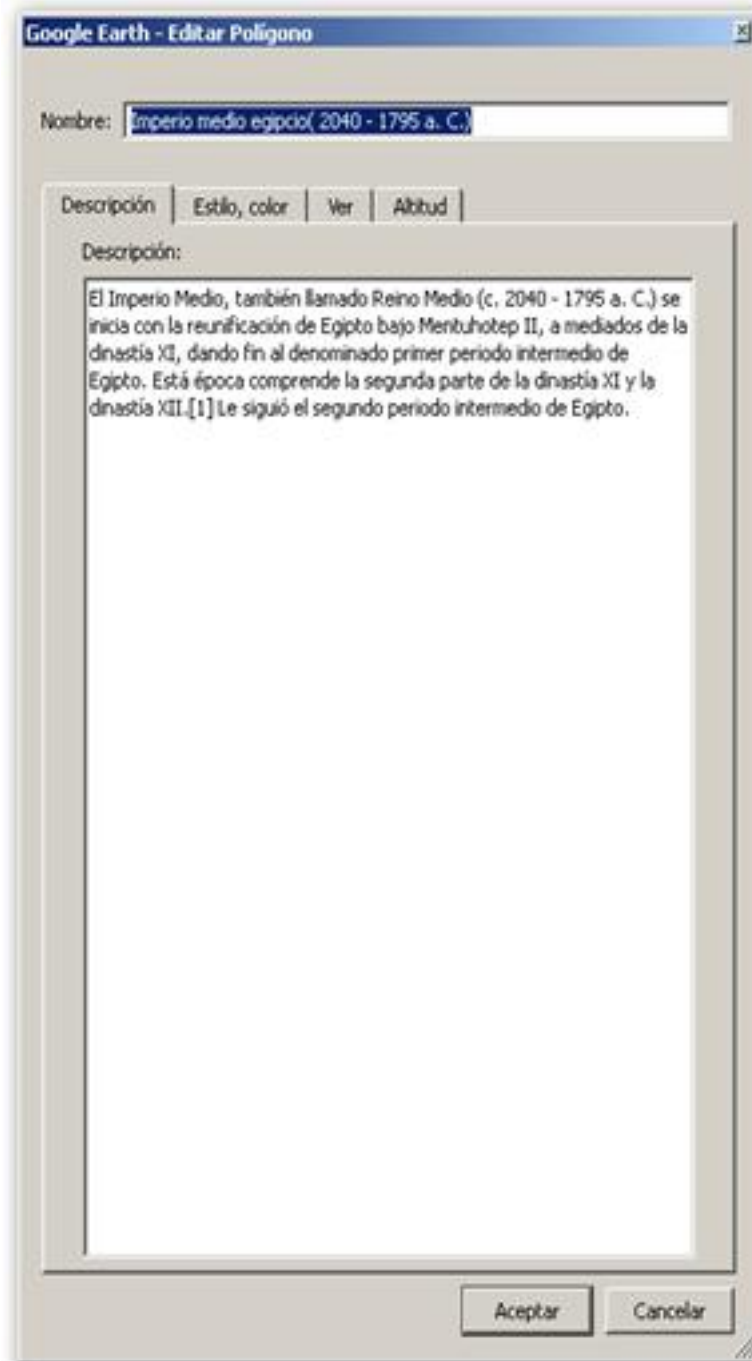 Google Earth - Editar Polígono
Nombre: Imperio medio egipcio( 2040 - 1795 a. C.)
Descripción Estilo, color Ver Altitud
Descripción:
El Imperio Medio, también llamado Reino Medio (c. 2040 - 1795 a. C.) se
inicia con la reunificación de Egipto bajo Mentuhotep II, a mediados de la
dinastía XI, dando fin al denominado primer periodo intermedio de
Egipto. Está época comprende la segunda parte de la dinastía XI y la
dinastía XII.[1] Le siguió el segundo periodo intermedio de Egipto.
Aceptar Cancelar